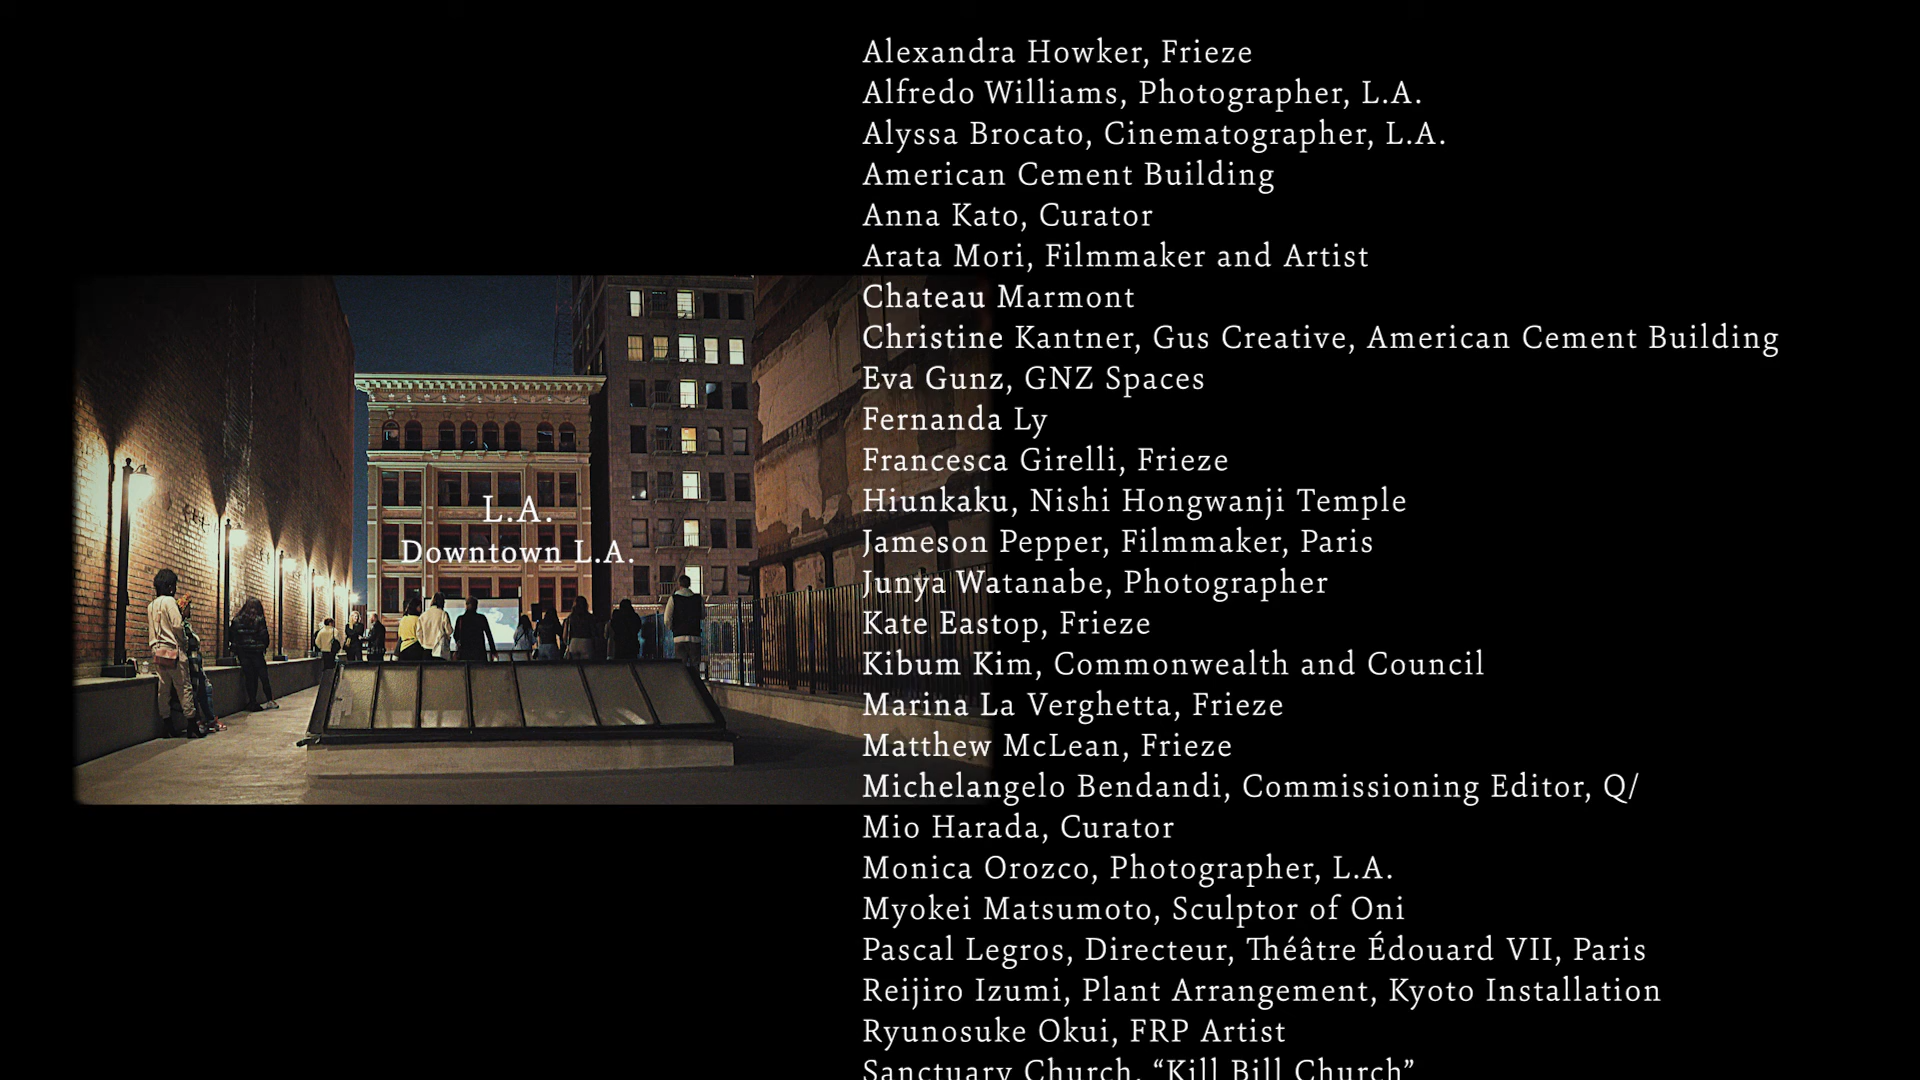 L.A.
Downtown L.A.
Alexandra Howker, Frieze
Alfredo Williams, Photographer, L.A.
Alyssa Brocato, Cinematographer, L.A.
American Cement Building
Anna Kato, Curator
Arata Mori, Filmmaker and Artist
Chateau Marmont
Christine Kantner, Gus Creative, American Cement Building
Eva Gunz, GNZ Spaces
Fernanda Ly
Francesca Girelli, Frieze
Hiunkaku, Nishi Hongwanji Temple
Jameson Pepper, Filmmaker, Paris
Junya Watanabe, Photographer
Kate Eastop, Frieze
Kibum Kim, Commonwealth and Council
Marina La Verghetta, Frieze
Matthew McLean, Frieze
Michelangelo Bendandi, Commissioning Editor, Q/
Mio Harada, Curator
Monica Orozco, Photographer, L.A.
Myokei Matsumoto, Sculptor of Oni
Pascal Legros, Directeur, Théâtre Édouard VII, Paris
Reijiro Izumi, Plant Arrangement, Kyoto Installation
Ryunosuke Okui, FRP Artist
Sanctuary Church, “Kill Bill Church”